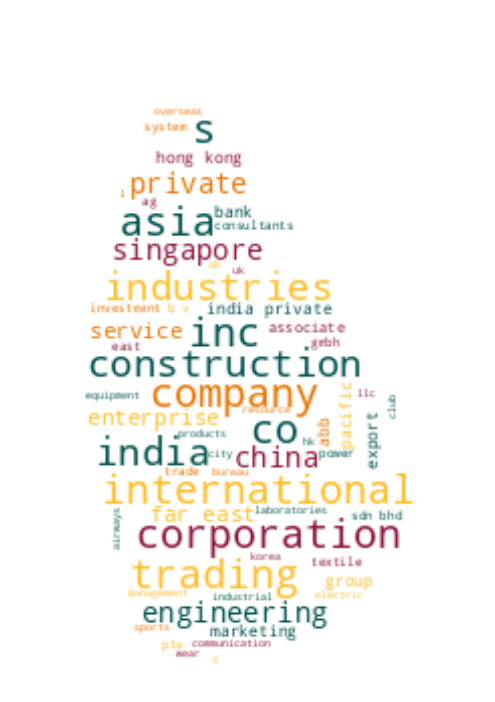 overseas
system s
hong kong
i private
ag
asia bank
consultants
singapore
ab
uk
industries
investment b v india private
service inc associate
east gmbh
construction
equipment company pacific llc club
resource
enterprise co abb export
products hk
india city china power
trade bureau
international
far east laboratories sdn bhd
airways corporation
korea
trading textile
group
management industrial electric
engineering
sports marketing
pte communication
wear c